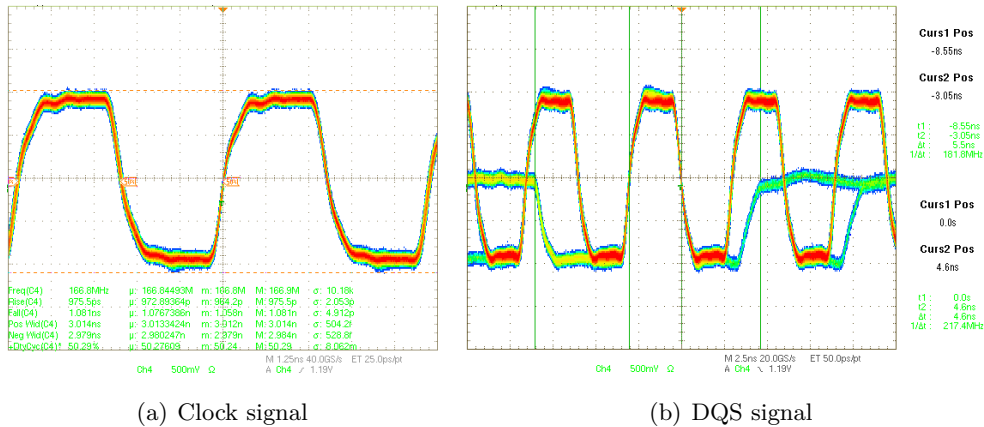 Freq(C4) 166.8MHz μ: 166.84493M m: 166.8M M: 166.9M σ: 10.18k
Rise(C4) 975.5ps μ: 972.89364p m: 964.2p M: 975.5p σ: 2.053p
Fall(C4) 1.081ns μ: 1.0767986n m: 1.058n M: 1.081n σ: 4.912p
Pos Wid(C4) 3.014ns μ: 3.0133424n m: 3.012n M: 3.014n σ: 504.2f
Neg Wid(C4) 2.979ns μ: 2.980247n m: 2.979n M: 2.984n σ: 528.8f
+DtyCyc(C4)* 50.29% μ: 50.27609 m: 50.24 M: 50.29 σ: 8.062m
M 1.25ns 40.0GS/s ET 25.0ps/pt
Ch4 500mV Ω A Ch4 / 1.19V
Curs1 Pos
-8.55ns
Curs2 Pos
-3.05ns
t1 : -8.55ns
t2 : -3.05ns
Δt : 5.5ns
1/Δt : 181.8MHz
Curs1 Pos
0.0s
Curs2 Pos
4.6ns
t1 : 0.0s
t2 : 4.6ns
Δt : 4.6ns
1/Δt : 217.4MHz
M 2.5ns 20.0GS/s ET 50.0ps/pt
Ch4 500mV Ω A Ch4 \ 1.19V
(a) Clock signal
(b) DQS signal